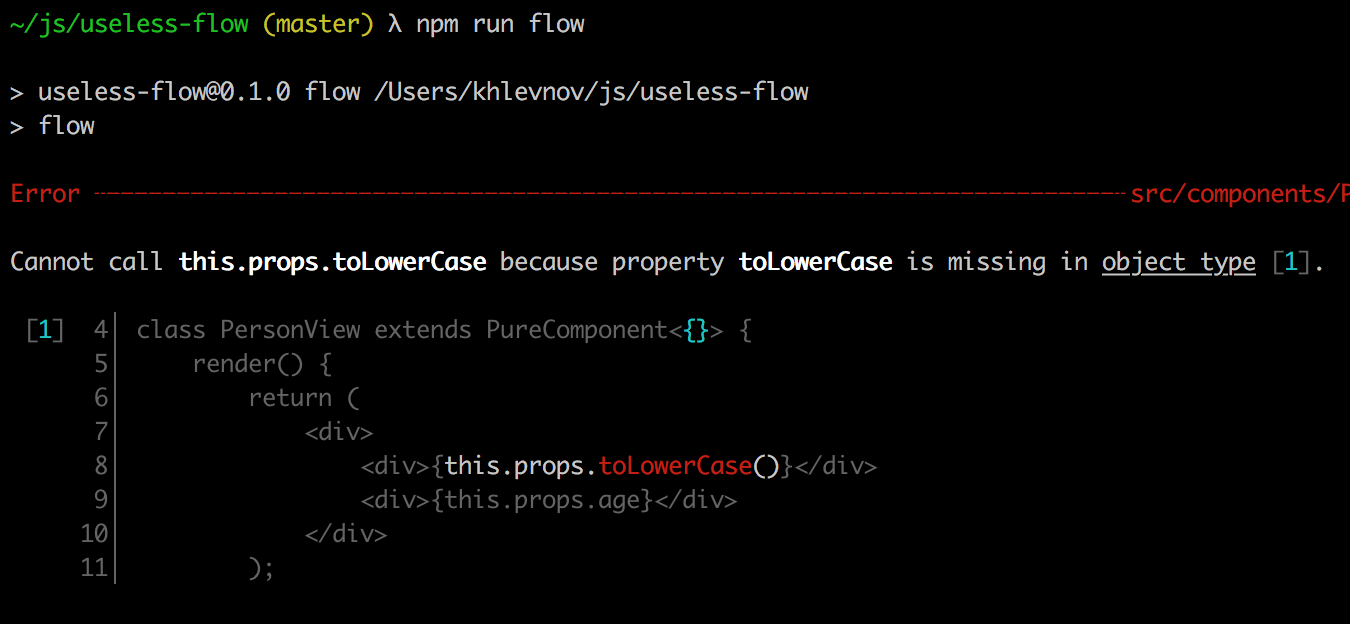 ~/js/useless-flow (master) λ npm run flow
> useless-flow@0.1.0 flow /Users/khlevnov/js/useless-flow
> flow
Error ------------------------------------------------------------------------- src/components/P
Cannot call this.props.toLowerCase because property toLowerCase is missing in object type [1].
[1] 4│ class PersonView extends PureComponent<{}> {
5│ render() {
6│ return (
7│ <div>
8│ <div>{this.props.toLowerCase()}</div>
9│ <div>{this.props.age}</div>
10│ </div>
11│ );